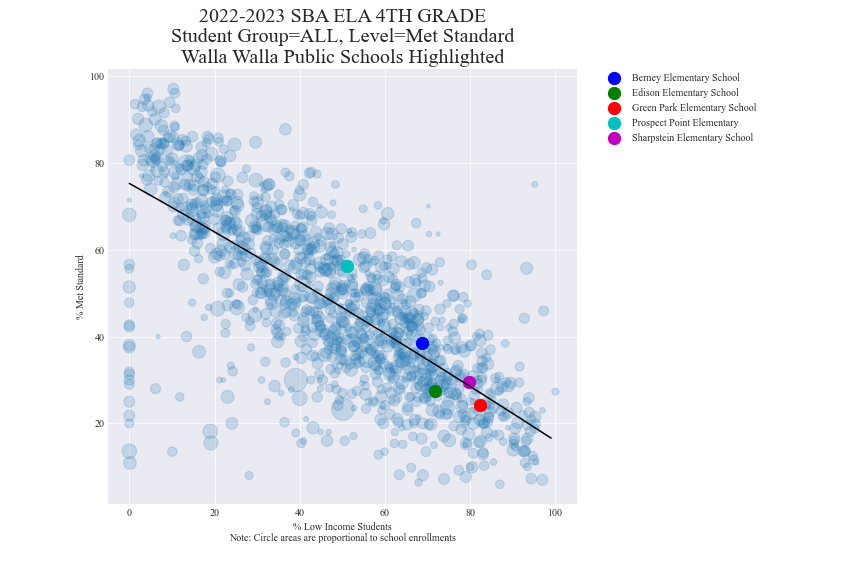 2022-2023 SBA ELA 4TH GRADE
Student Group=ALL, Level=Met Standard
Walla Walla Public Schools Highlighted
Berney Elementary School
Edison Elementary School
Green Park Elementary School
Prospect Point Elementary
Sharpstein Elementary School
% Met Standard
100
80
60
40
20
0 20 40 60 80 100
% Low Income Students
Note: Circle areas are proportional to school enrollments